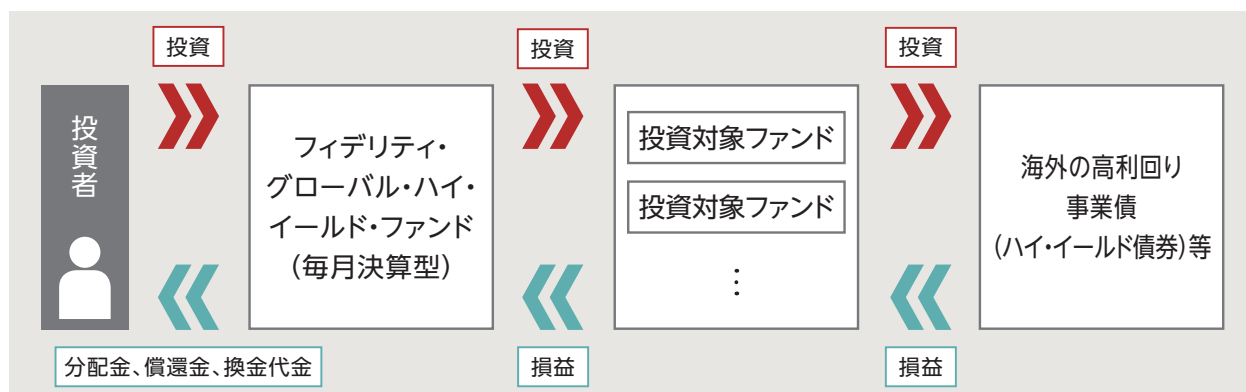 投資
投資
投資
投資者
フィデリティ・
グローバル・ハイ・
イールド・ファンド
(毎月決算型)
投資対象ファンド
投資対象ファンド
⋮
海外の高利回り
事業債
(ハイ・イールド債券)等
分配金、償還金、換金代金
損益
損益